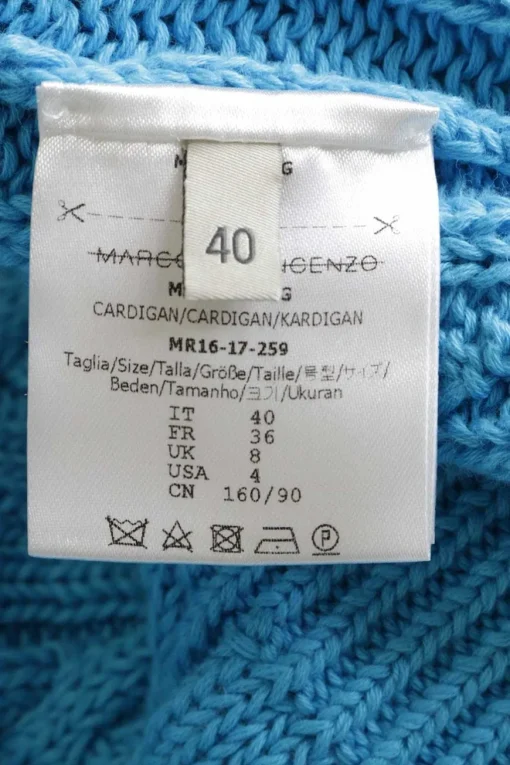 40
CARDIGAN/CARDIGAN/KARDIGAN
MR16-17-259
Taglia/Size/Talla/Größe/Taille/号型/サイズ/
Beden/Tamanho/크기/Ukuran
IT 40
FR 36
UK 8
USA 4
CN 160/90
P